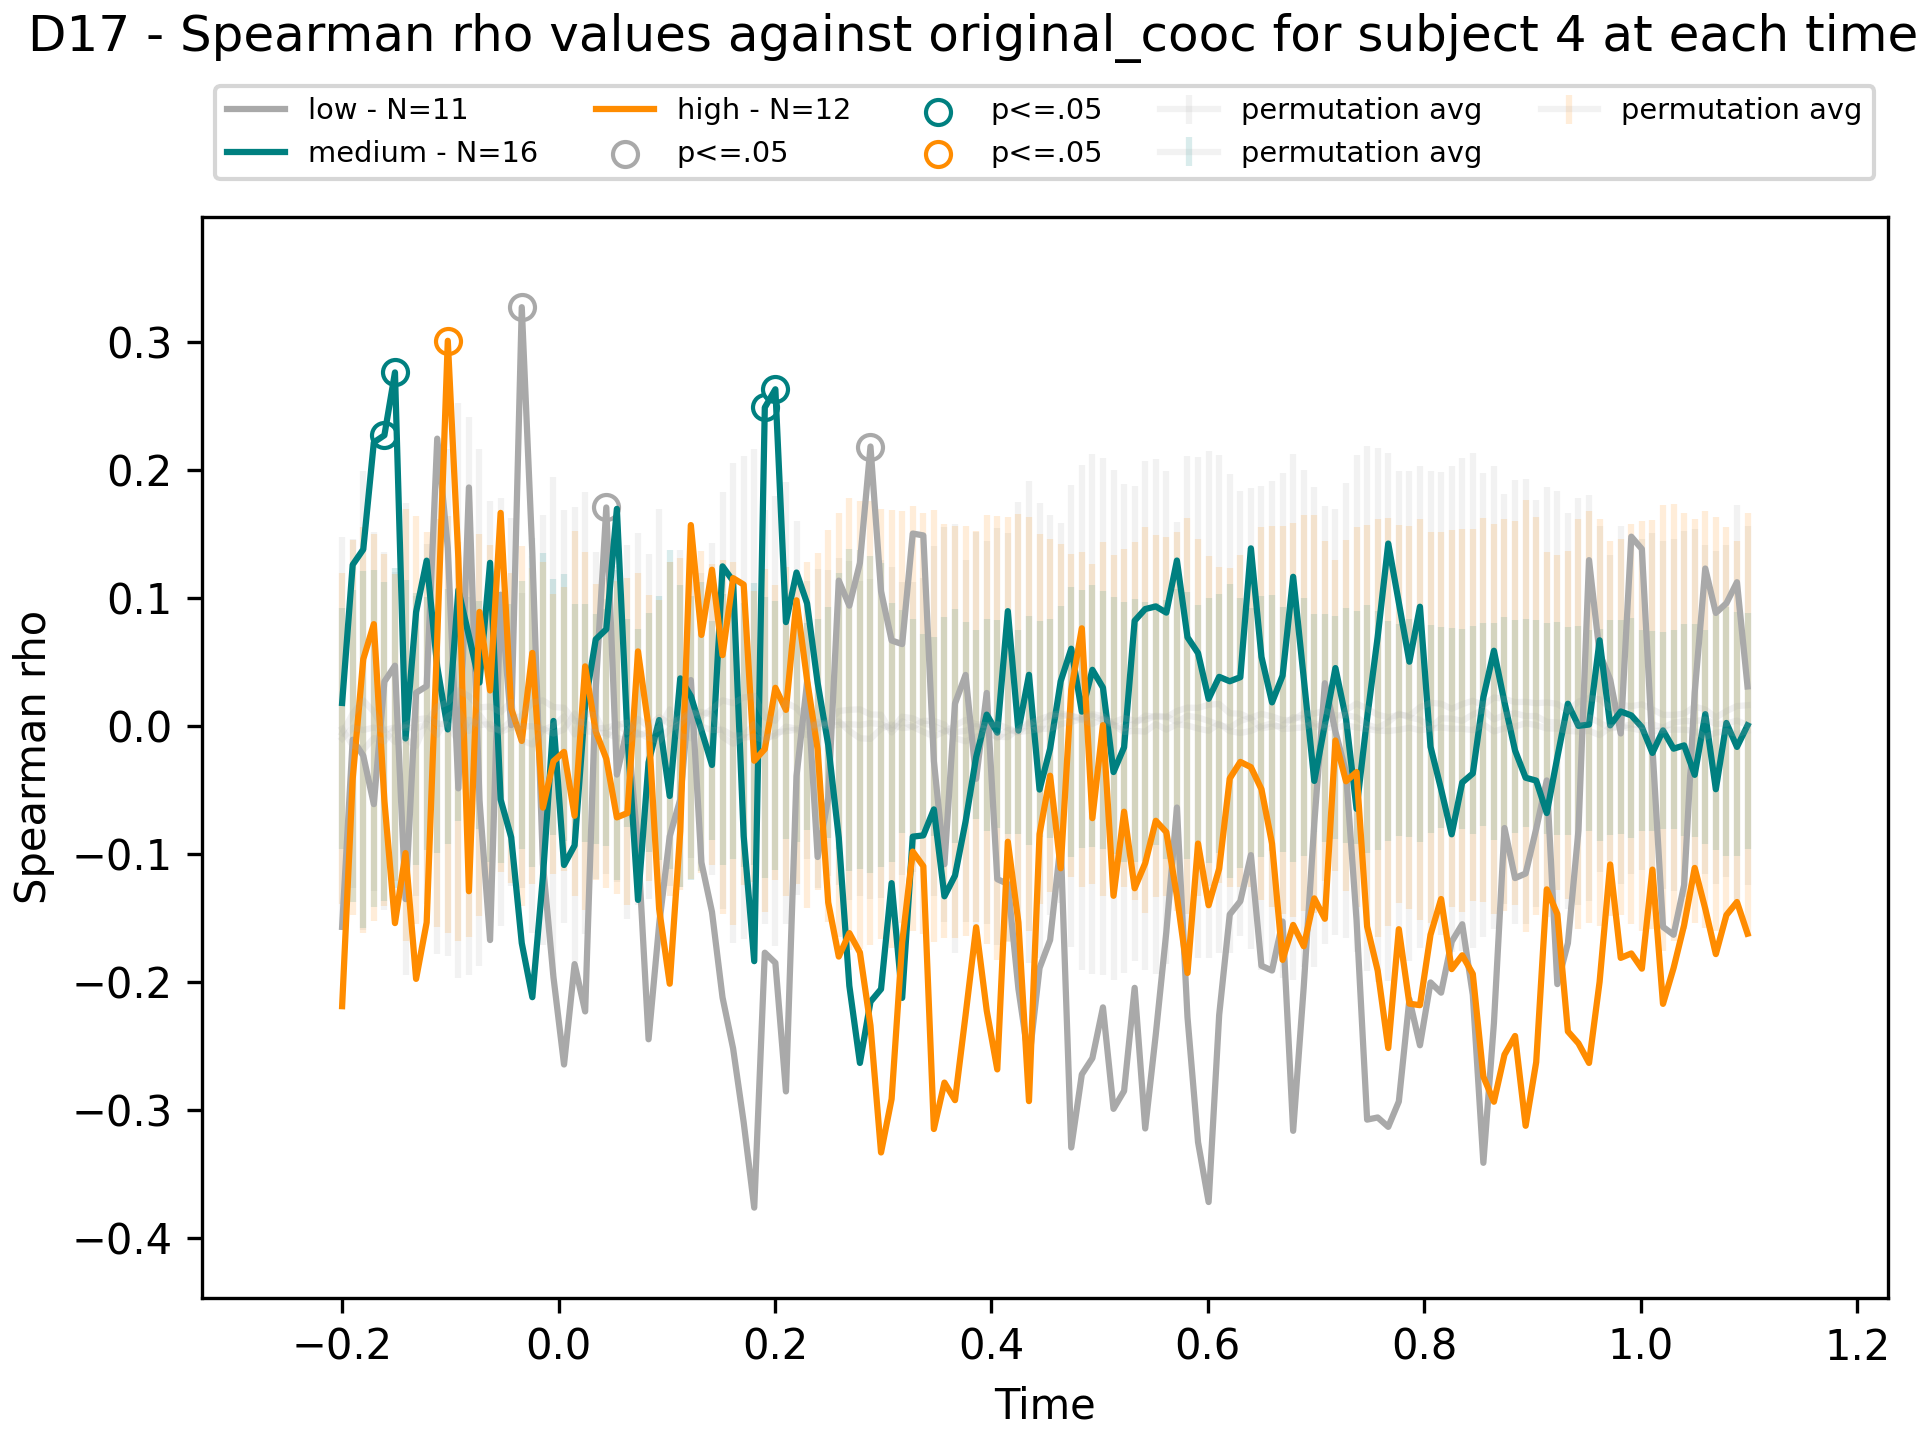 D17 - Spearman rho values against original_cooc for subject 4 at each time
low - N=11
medium - N=16
high - N=12
p<=.05
p<=.05
p<=.05
permutation avg
permutation avg
permutation avg
Spearman rho
0.3
0.2
0.1
0.0
−0.1
−0.2
−0.3
−0.4
−0.2
0.0
0.2
0.4
0.6
0.8
1.0
1.2
Time